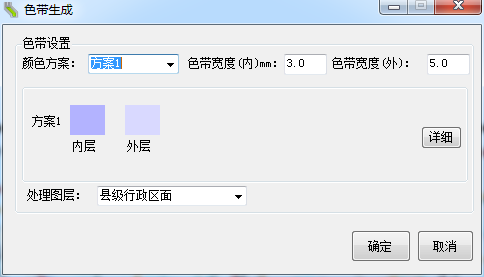 色带生成
色带设置
颜色方案： 方案1 色带宽度(内)mm: 3.0 色带宽度(外)： 5.0
方案1
内层 外层
详细
处理图层： 县级行政区面
确定 取消